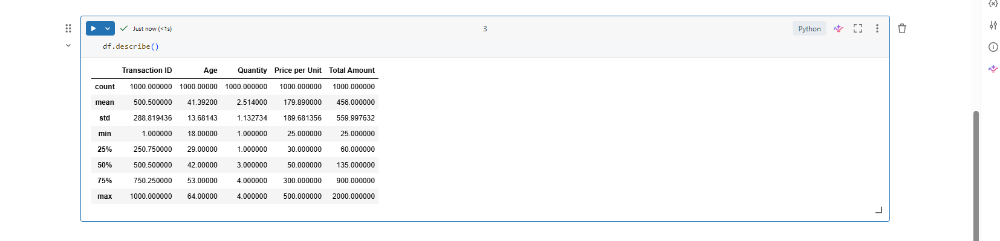 Just now (<1s)
3
Python
df.describe()
Transaction ID Age Quantity Price per Unit Total Amount
count 1000.000000 1000.00000 1000.000000 1000.000000 1000.000000
mean 500.500000 41.39200 2.514000 179.890000 456.000000
std 288.819436 13.68143 1.132734 189.681356 559.997632
min 1.000000 18.00000 1.000000 25.000000 25.000000
25% 250.750000 29.00000 1.000000 30.000000 60.000000
50% 500.500000 42.00000 3.000000 50.000000 135.000000
75% 750.250000 53.00000 4.000000 300.000000 900.000000
max 1000.000000 64.00000 4.000000 500.000000 2000.000000